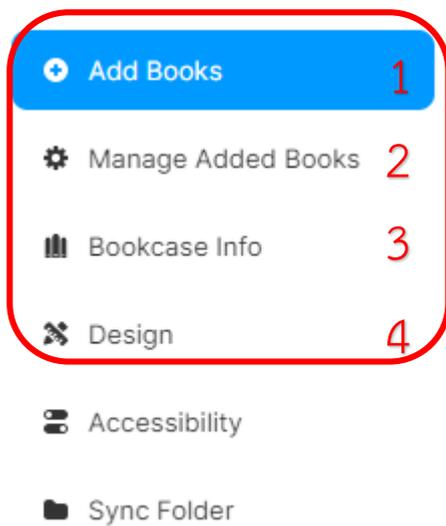 Add Books 1
Manage Added Books 2
Bookcase Info 3
Design 4
Accessibility
Sync Folder